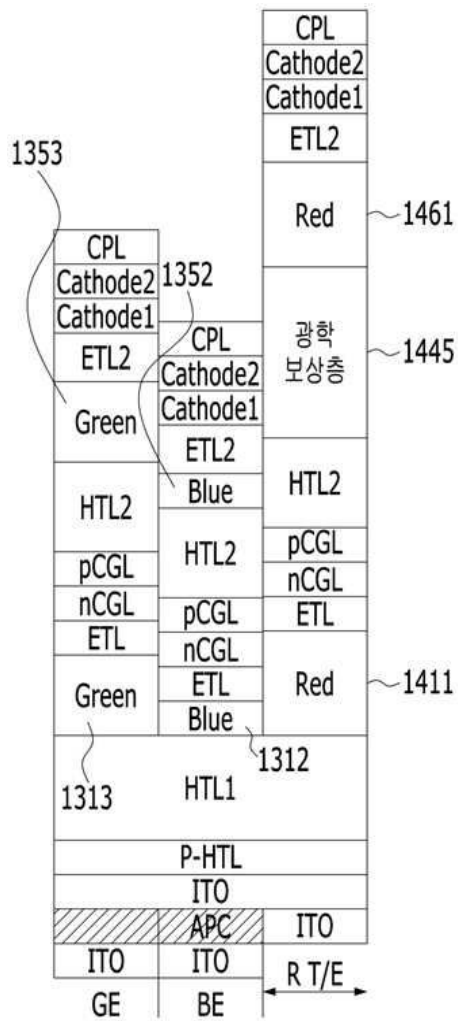 CPL
Cathode2
Cathode1
ETL2
Red
1461
광학
보상층
1445
HTL2
pCGL
nCGL
ETL
Red
1411
1353
CPL
Cathode2
Cathode1
ETL2
Green
HTL2
pCGL
nCGL
ETL
Green
1313
1352
CPL
Cathode2
Cathode1
ETL2
Blue
HTL2
pCGL
nCGL
ETL
Blue
1312
HTL1
P-HTL
ITO
APC
ITO
ITO
ITO
R T/E
GE
BE